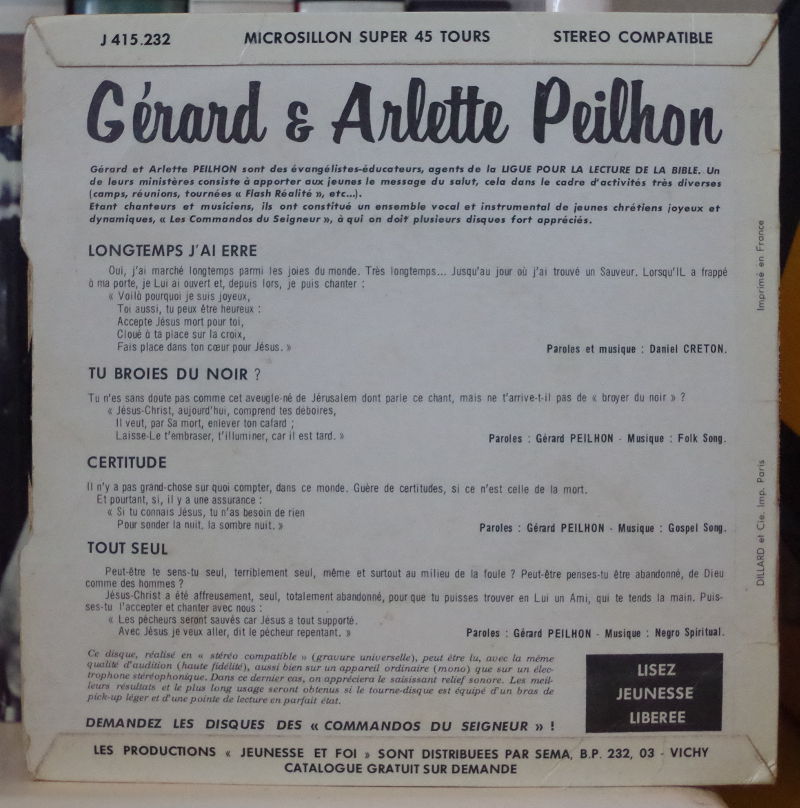 J 415.232 MICROSILLON SUPER 45 TOURS STEREO COMPATIBLE
Gérard & Arlette Peilhon
Gérard et Arlette PEILHON sont des évangélistes-éducateurs, agents de la LIGUE POUR LA LECTURE DE LA BIBLE. Un
de leurs ministères consiste à apporter aux jeunes le message du salut, cela dans le cadre d'activités très diverses
(camps, réunions, tournées « Flash Réalité », etc...).
Etant chanteurs et musiciens, ils ont constitué un ensemble vocal et instrumental de jeunes chrétiens joyeux et
dynamiques, « Les Commandos du Seigneur », à qui on doit plusieurs disques fort appréciés.
LONGTEMPS J'AI ERRE
Oui, j'ai marché longtemps parmi les joies du monde. Très longtemps... Jusqu'au jour où j'ai trouvé un Sauveur. Lorsqu'IL a frappé
à ma porte, je Lui ai ouvert et, depuis lors, je puis chanter :
« Voilà pourquoi je suis joyeux,
Toi aussi, tu peux être heureux :
Accepte Jésus mort pour toi,
Cloué à ta place sur la croix,
Fais place dans ton cœur pour Jésus. »
Paroles et musique : Daniel CRETON.
TU BROIES DU NOIR ?
Tu n'es sans doute pas comme cet aveugle-né de Jérusalem dont parle ce chant, mais ne t'arrive-t-il pas de « broyer du noir » ?
« Jésus-Christ, aujourd'hui, comprend tes déboires,
Il veut, par Sa mort, enlever ton cafard ;
Laisse-Le t'embraser, t'illuminer, car il est tard. »
Paroles : Gérard PEILHON - Musique : Folk Song.
CERTITUDE
Il n'y a pas grand-chose sur quoi compter, dans ce monde. Guère de certitudes, si ce n'est celle de la mort.
Et pourtant, si, il y a une assurance :
« Si tu connais Jésus, tu n'as besoin de rien
Pour sonder la nuit, la sombre nuit. »
Paroles : Gérard PEILHON - Musique : Gospel Song.
TOUT SEUL
Peut-être te sens-tu seul, terriblement seul, même et surtout au milieu de la foule ? Peut-être penses-tu être abandonné, de Dieu
comme des hommes ?
Jésus-Christ a été affreusement, seul, totalement abandonné, pour que tu puisses trouver en Lui un Ami, qui te tends la main. Puis-
ses-tu l'accepter et chanter avec nous :
« Les pécheurs seront sauvés car Jésus a tout supporté.
Avec Jésus je veux aller, dit le pécheur repentant. »
Paroles : Gérard PEILHON - Musique : Negro Spiritual.
Ce disque, réalisé en « stéréo compatible » (gravure universelle), peut être lu, avec la même
qualité d'audition (haute fidélité), aussi bien sur un appareil ordinaire (mono) que sur un élec-
trophone stéréophonique. Dans ce dernier cas, on appréciera le saisissant relief sonore. Les meil-
leurs résultats et le plus long usage seront obtenus si le tourne-disque est équipé d'un bras de
pick-up léger et d'une pointe de lecture en parfait état.
LISEZ
JEUNESSE
LIBEREE
DEMANDEZ LES DISQUES DES « COMMANDOS DU SEIGNEUR » !
LES PRODUCTIONS « JEUNESSE ET FOI » SONT DISTRIBUEES PAR SEMA, B.P. 232, 03 - VICHY
CATALOGUE GRATUIT SUR DEMANDE
Imprimé en France
DILLARD et Cie. Imp. Paris